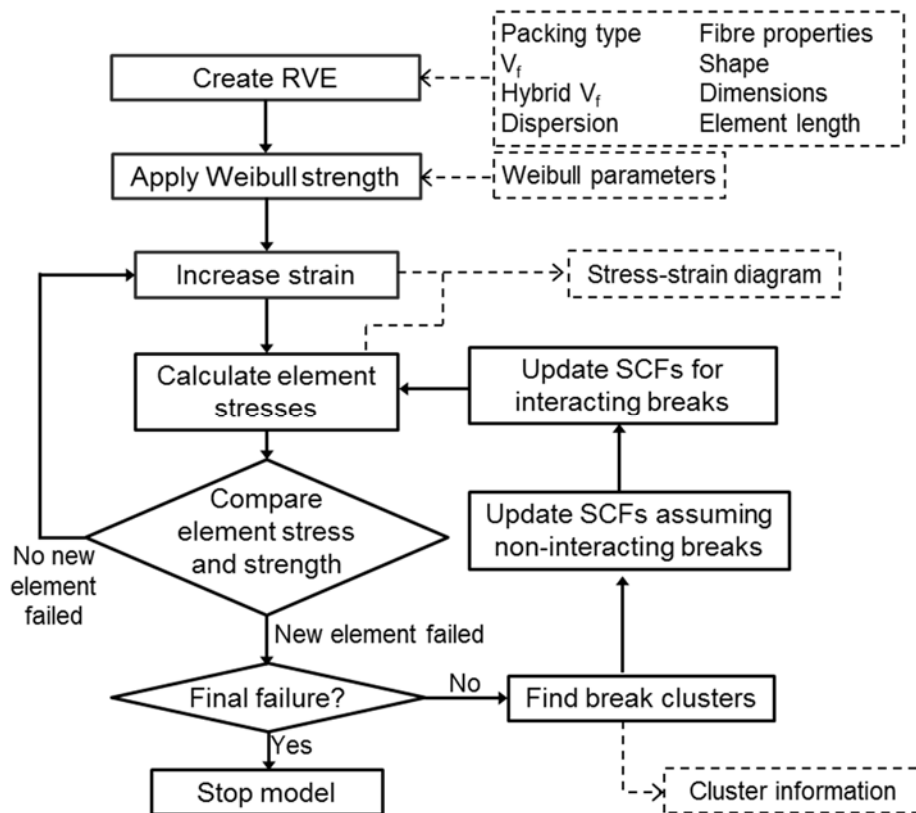 Create RVE
Packing type
V_f
Hybrid V_f
Dispersion
Fibre properties
Shape
Dimensions
Element length
Apply Weibull strength
Weibull parameters
Increase strain
Stress-strain diagram
Calculate element
stresses
Update SCFs for
interacting breaks
Compare
element stress
and strength
Update SCFs assuming
non-interacting breaks
No new
element
failed
New element failed
Final failure?
No
Find break clusters
Yes
Stop model
Cluster information